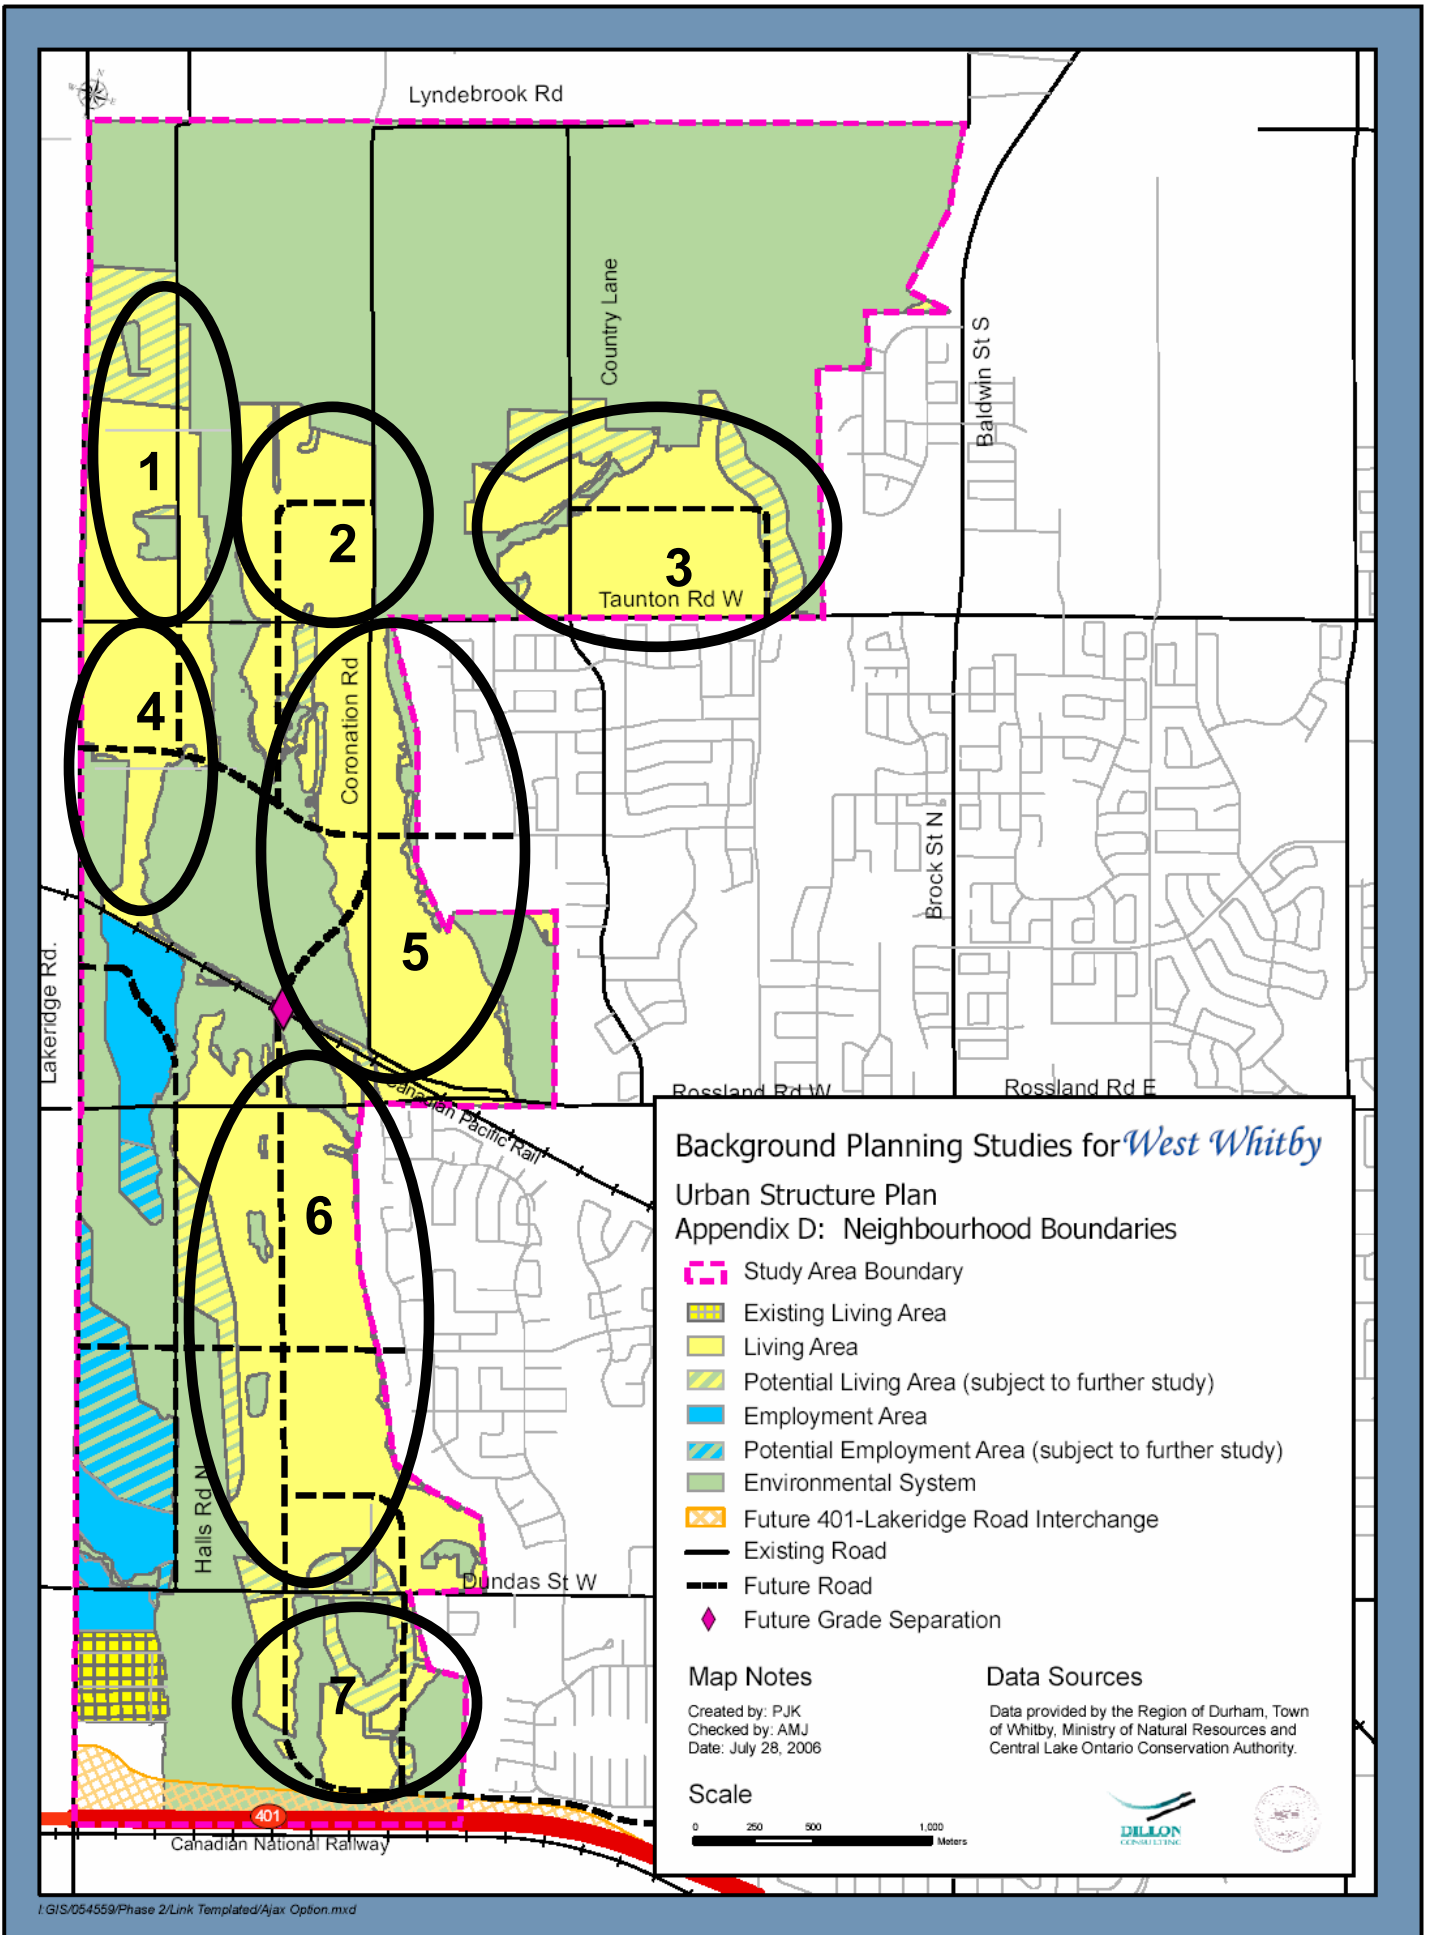 Lyndebrook Rd
Country Lane
Baldwin St S
1
2
3
Taunton Rd W
4
Coronation Rd
Brock St N.
5
Lakeridge Rd.
Rossland Rd W
Rossland Rd E
Canadian Pacific Rail
6
Halls Rd N
Dundas St W
7
401
Canadian National Railway
Background Planning Studies for West Whitby
Urban Structure Plan
Appendix D: Neighbourhood Boundaries
Study Area Boundary
Existing Living Area
Living Area
Potential Living Area (subject to further study)
Employment Area
Potential Employment Area (subject to further study)
Environmental System
Future 401-Lakeridge Road Interchange
Existing Road
Future Road
Future Grade Separation
Map Notes
Created by: PJK
Checked by: AMJ
Date: July 28, 2006
Data Sources
Data provided by the Region of Durham, Town
of Whitby, Ministry of Natural Resources and
Central Lake Ontario Conservation Authority.
Scale
0 250 500 1,000
Meters
DILLON
CONSULTING
I:GIS/054559/Phase 2/Link Templated/Ajax Option.mxd